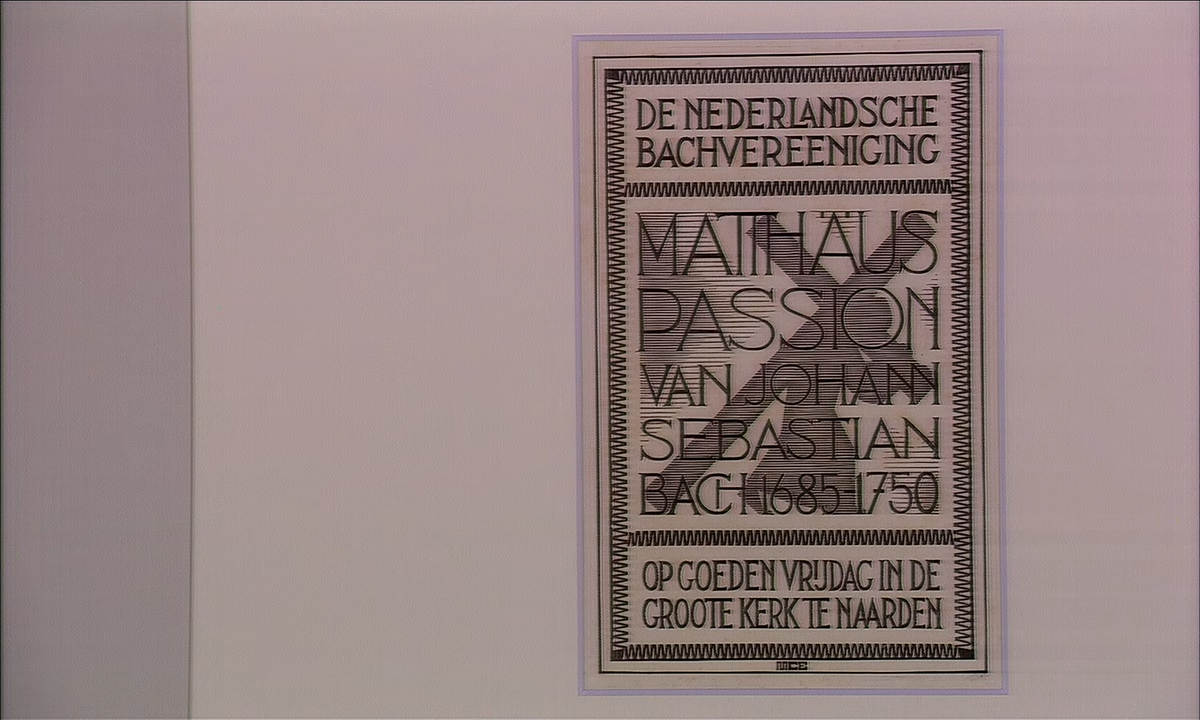 DE NEDERLANDSCHE
BACHVEREENIGING
MATTHÄUS
PASSION
VAN JOHANN
SEBASTIAN
BACH 1685-1750
OP GOEDEN VRIJDAG IN DE
GROOTE KERK TE NAARDEN